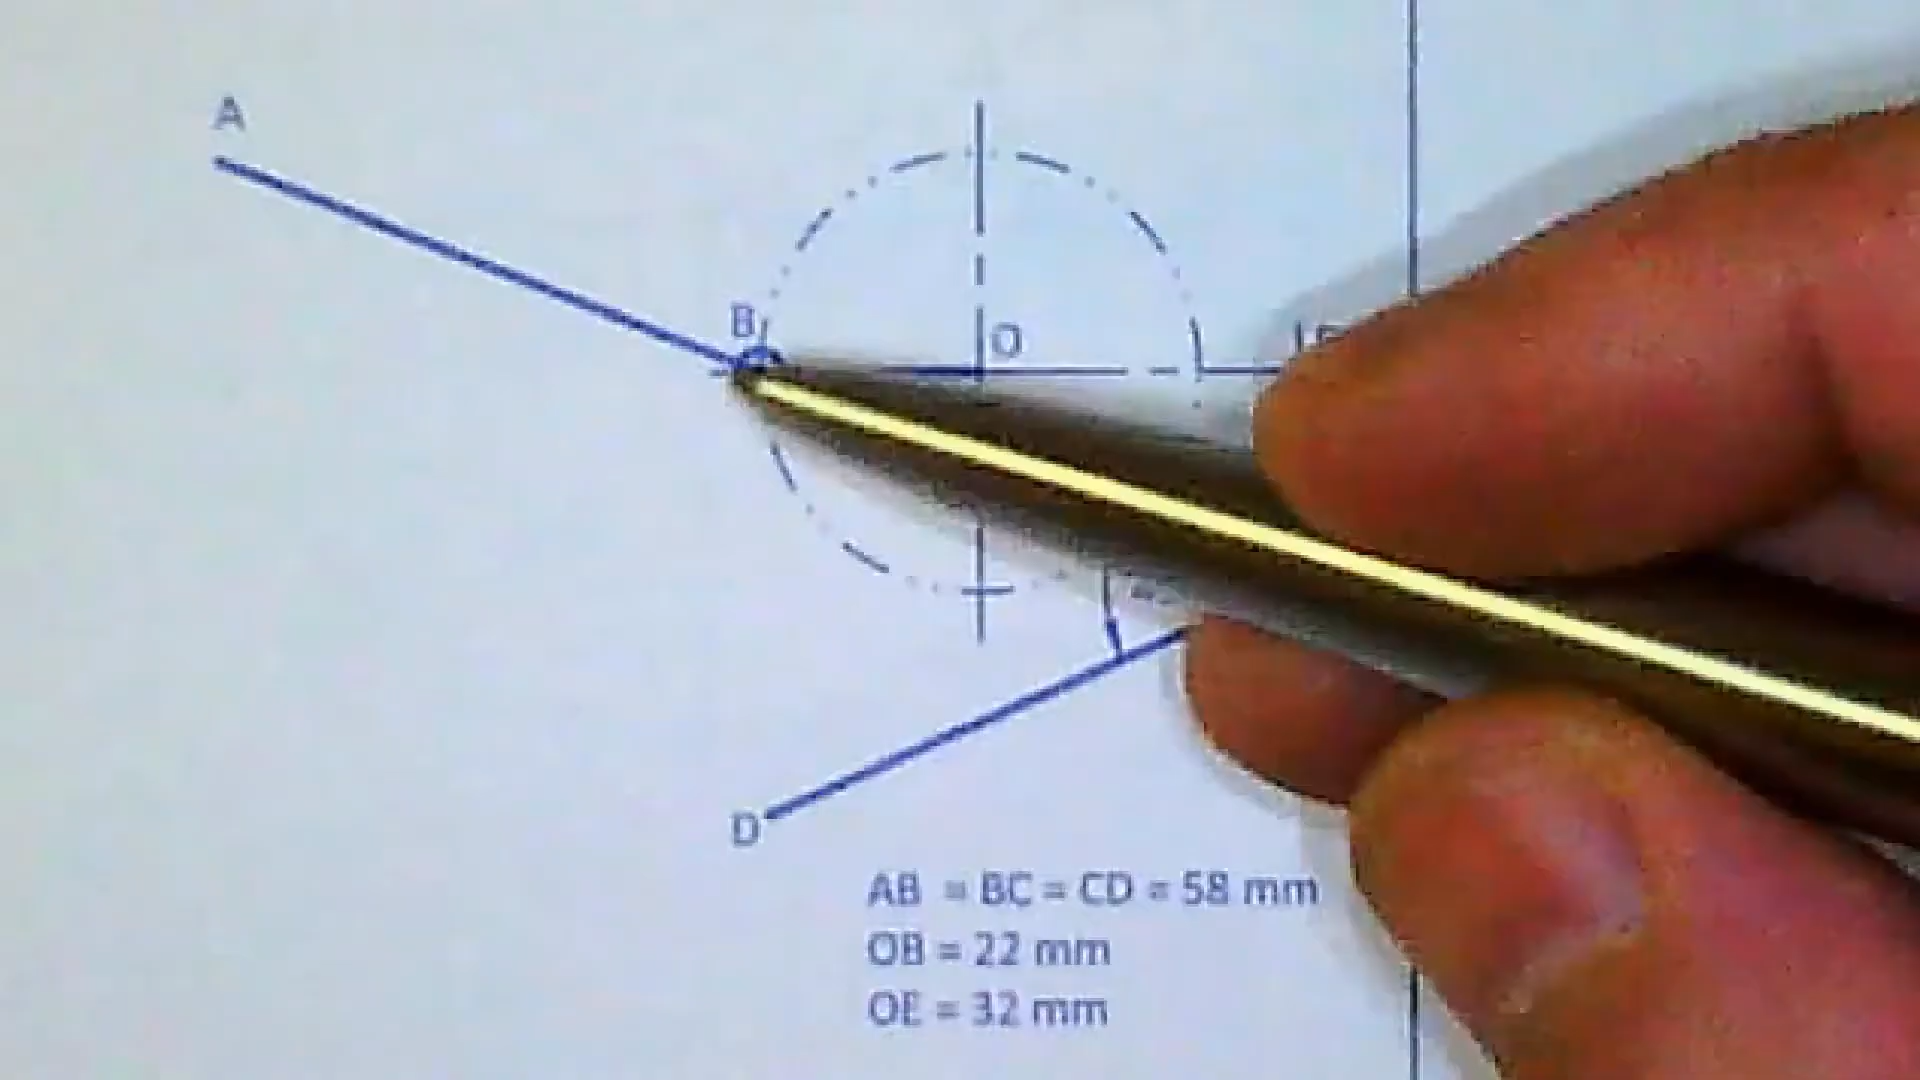 A
B
O
D
AB = BC = CD = 58 mm
OB = 22 mm
OE = 32 mm